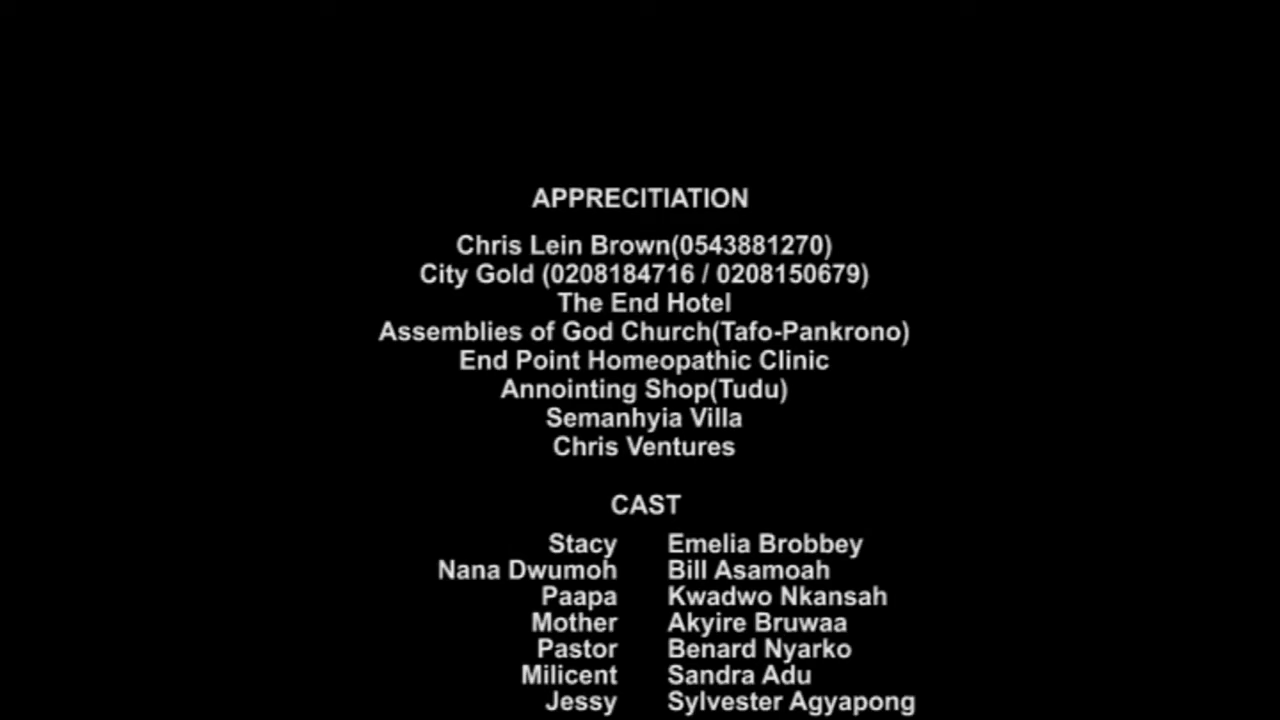 APPRECITIATION
Chris Lein Brown(0543881270)
City Gold (0208184716 / 0208150679)
The End Hotel
Assemblies of God Church(Tafo-Pankrono)
End Point Homeopathic Clinic
Annointing Shop(Tudu)
Semanhyia Villa
Chris Ventures
CAST
Stacy Emelia Brobbey
Nana Dwumoh Bill Asamoah
Paapa Kwadwo Nkansah
Mother Akyire Bruwaa
Pastor Benard Nyarko
Milicent Sandra Adu
Jessy Sylvester Agyapong